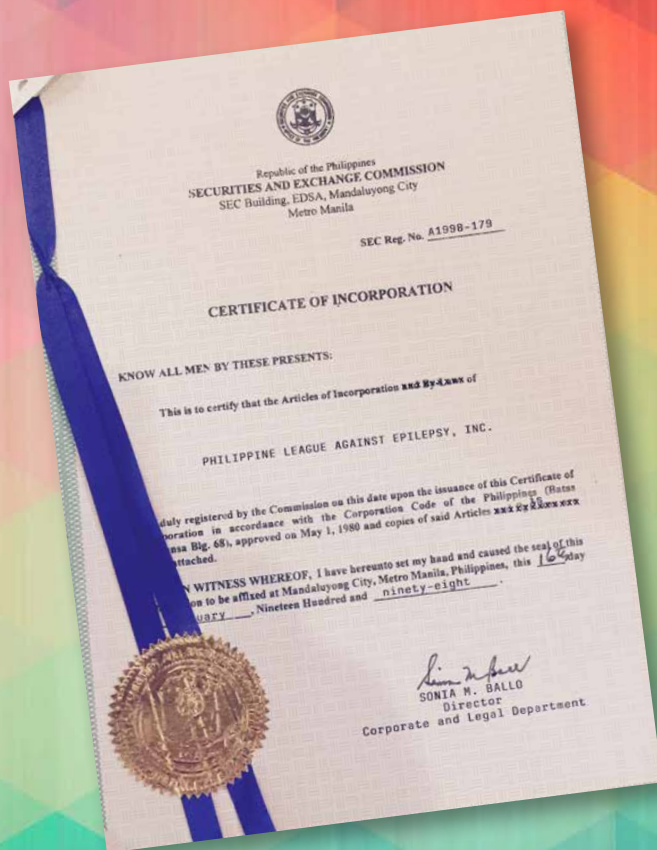 Republic of the Philippines
SECURITIES AND EXCHANGE COMMISSION
SEC Building, EDSA, Mandaluyong City
Metro Manila
SEC Reg. No. A1998-179
CERTIFICATE OF INCORPORATION
KNOW ALL MEN BY THESE PRESENTS:
This is to certify that the Articles of Incorporation and By-Laws of
PHILIPPINE LEAGUE AGAINST EPILEPSY, INC.
duly registered by the Commission on this date upon the issuance of this Certificate of
poration in accordance with the Corporation Code of the Philippines (Batas
nsa Blg. 68), approved on May 1, 1980 and copies of said Articles
attached.
N WITNESS WHEREOF, I have hereunto set my hand and caused the seal of this
on to be affixed at Mandaluyong City, Metro Manila, Philippines, this 16th day
uary, Nineteen Hundred and ninety-eight.
SONIA M. BALLO
Director
Corporate and Legal Department